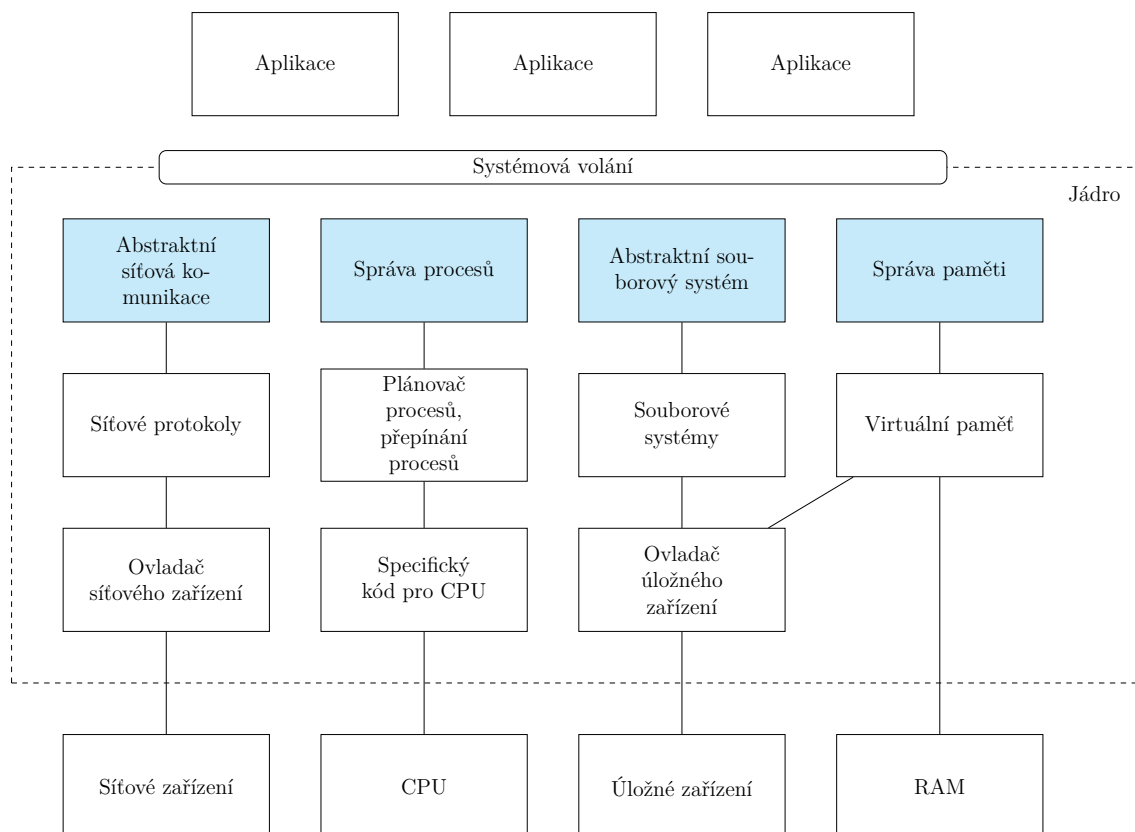 Aplikace
Aplikace
Aplikace
Systémová volání
Jádro
Abstraktní
síťová ko-
munikace
Správa procesů
Abstraktní sou-
borový systém
Správa paměti
Síťové protokoly
Plánovač
procesů,
přepínání
procesů
Souborové
systémy
Virtuální paměť
Ovladač
síťového zařízení
Specifický
kód pro CPU
Ovladač
úložného
zařízení
Síťové zařízení
CPU
Úložné zařízení
RAM